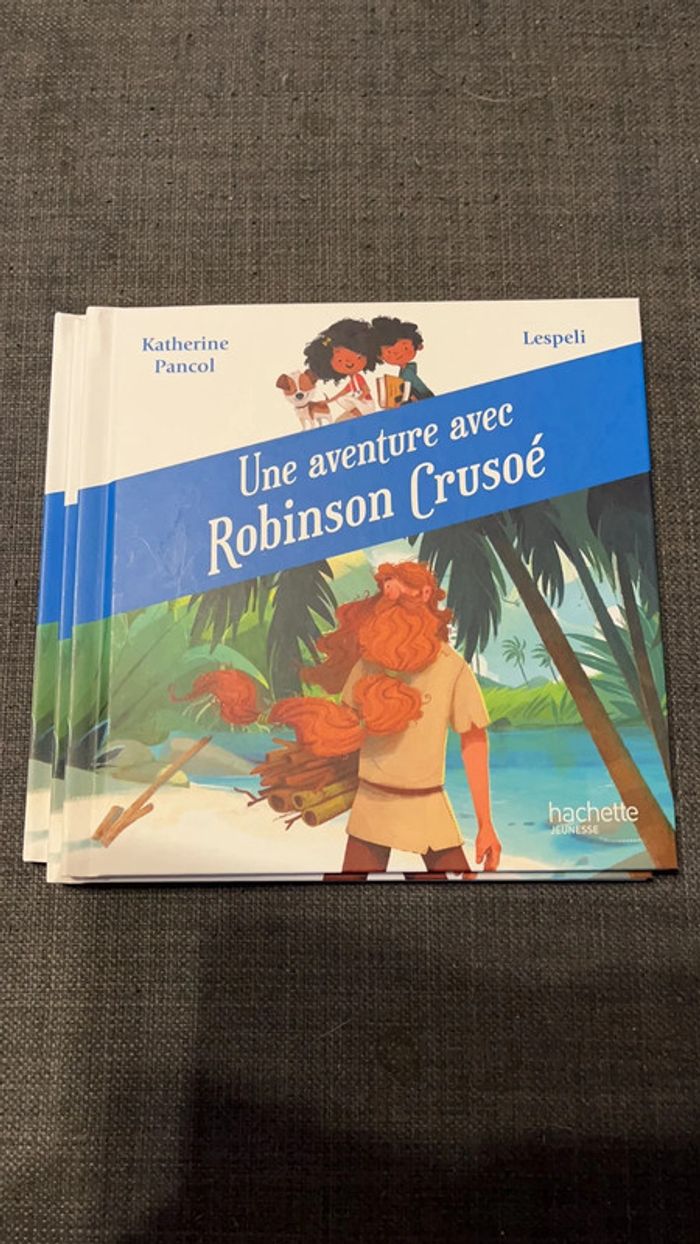 Katherine
Pancol
Lespeli
Une aventure avec
Robinson Crusoé
hachette
JEUNESSE